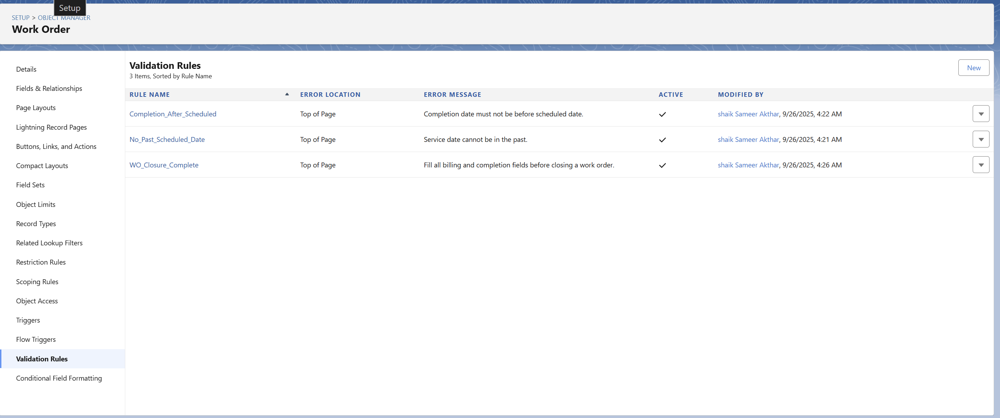 Setup
SETUP > OBJECT MANAGER
Work Order
Details
Fields & Relationships
Page Layouts
Lightning Record Pages
Buttons, Links, and Actions
Compact Layouts
Field Sets
Object Limits
Record Types
Related Lookup Filters
Restriction Rules
Scoping Rules
Object Access
Triggers
Flow Triggers
Validation Rules
Conditional Field Formatting
Validation Rules
3 Items, Sorted by Rule Name
New
RULE NAME ERROR LOCATION ERROR MESSAGE ACTIVE MODIFIED BY
Completion_After_Scheduled Top of Page Completion date must not be before scheduled date. shaik Sameer Akthar, 9/26/2025, 4:22 AM
No_Past_Scheduled_Date Top of Page Service date cannot be in the past. shaik Sameer Akthar, 9/26/2025, 4:21 AM
WO_Closure_Complete Top of Page Fill all billing and completion fields before closing a work order. shaik Sameer Akthar, 9/26/2025, 4:26 AM